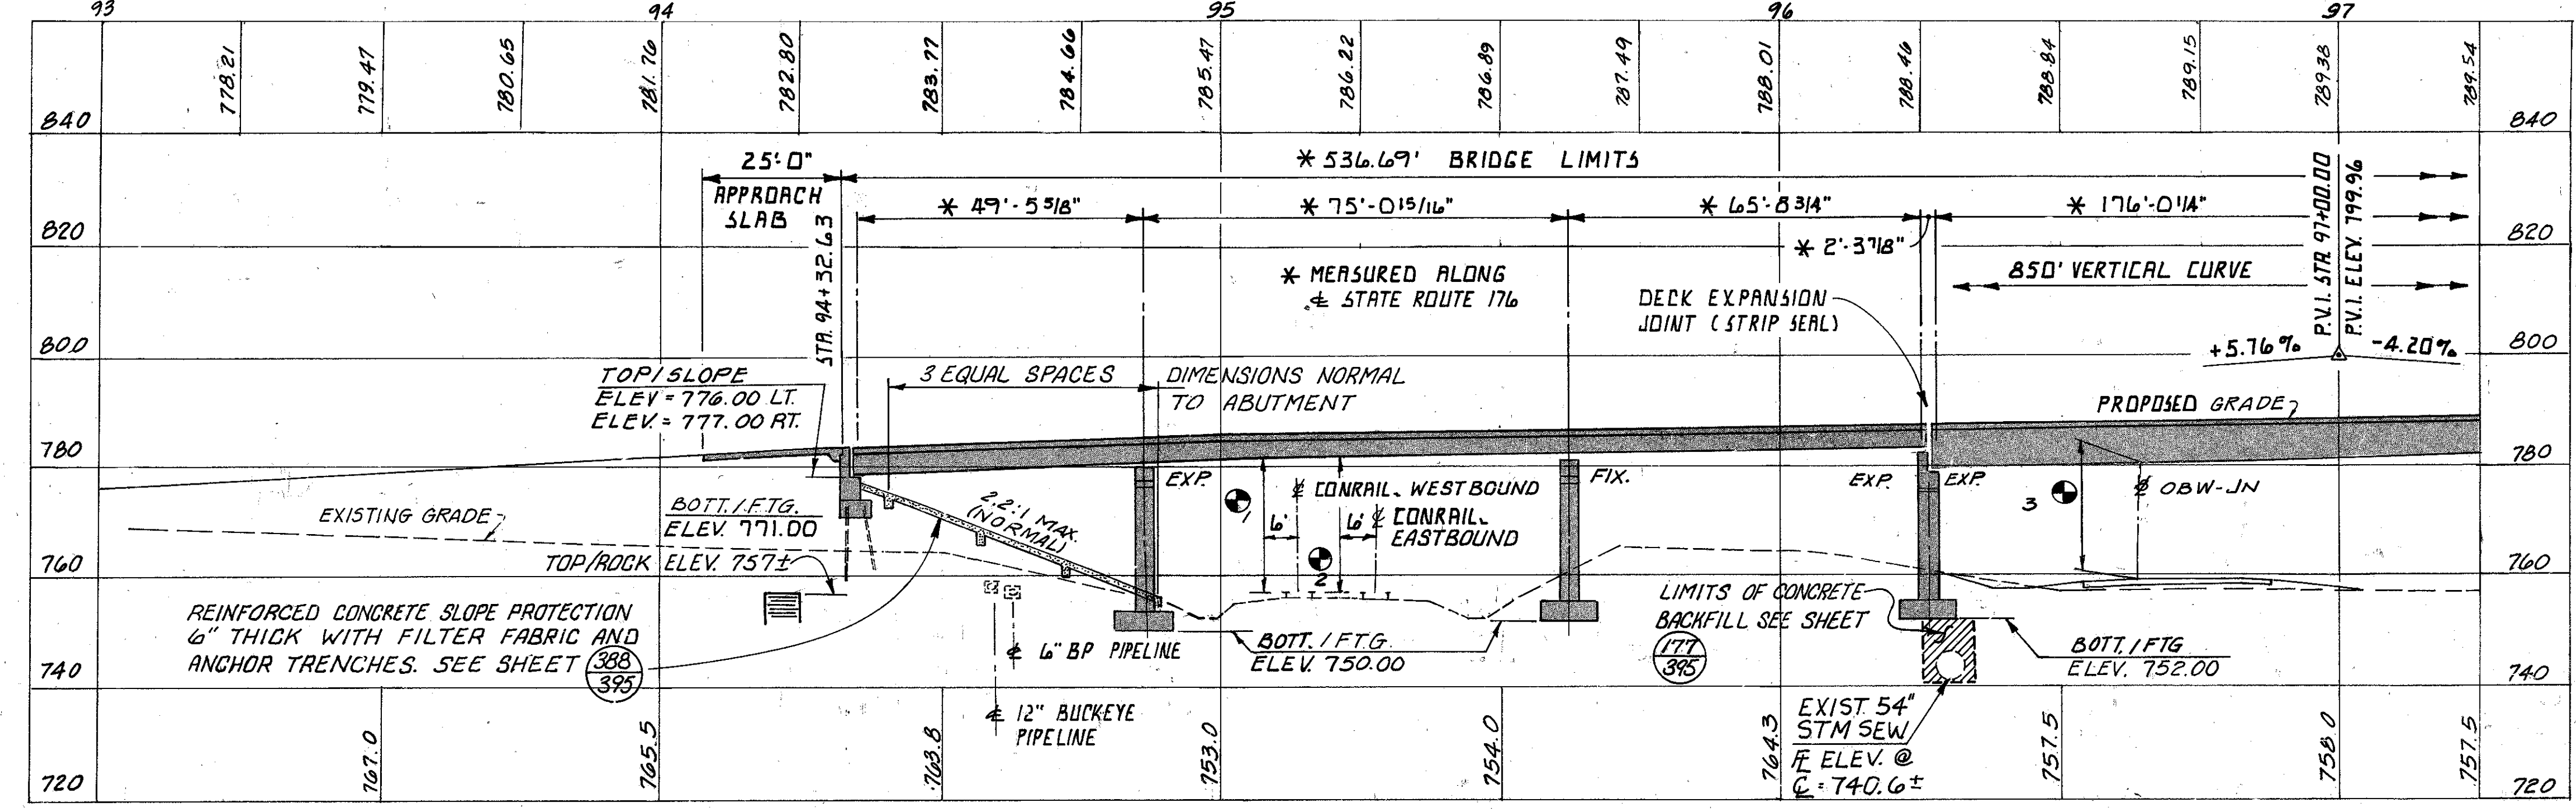 93 94 95 96 97
778.21 779.47 780.65 781.76 782.80 783.77 784.66 785.47 786.22 786.89 787.49 788.01 788.46 788.84 789.15 789.38 789.54
840 840
25'-0"
APPROACH
SLAB
* 536.69' BRIDGE LIMITS
* 49'-5 5/8"
* 75'-0 15/16"
* 65'-8 3/4"
* 176'-0 1/4"
* 2'-3 7/8"
820 820
STA. 94+32.63
* MEASURED ALONG
℄ STATE ROUTE 176
DECK EXPANSION
JOINT (STRIP SEAL)
850' VERTICAL CURVE
P.V.I. STA. 97+00.00
P.V.I. ELEV. 799.96
+5.76% -4.20%
800 800
TOP/SLOPE
ELEV = 776.00 LT.
ELEV. = 777.00 RT.
3 EQUAL SPACES
DIMENSIONS NORMAL
TO ABUTMENT
PROPOSED GRADE
780 780
EXISTING GRADE
BOTT./FTG.
ELEV. 771.00
TOP/ROCK ELEV. 757±
2.2:1 MAX.
(NORMAL)
EXP.
1
6'
℄ CONRAIL WESTBOUND
6'
℄ CONRAIL
EASTBOUND
2
FIX.
EXP. EXP.
3
℄ OBW-JN
760 760
REINFORCED CONCRETE SLOPE PROTECTION
6" THICK WITH FILTER FABRIC AND
ANCHOR TRENCHES. SEE SHEET
388
395
℄ 6" BP PIPELINE
℄ 12" BUCKEYE
PIPELINE
BOTT./FTG.
ELEV. 750.00
LIMITS OF CONCRETE
BACKFILL SEE SHEET
177
395
BOTT./FTG
ELEV. 752.00
740 740
EXIST. 54"
STM SEW
FL ELEV. @
℄ = 740.6±
767.0 765.5 763.8 753.0 754.0 764.3 757.5 758.0 757.5
720 720